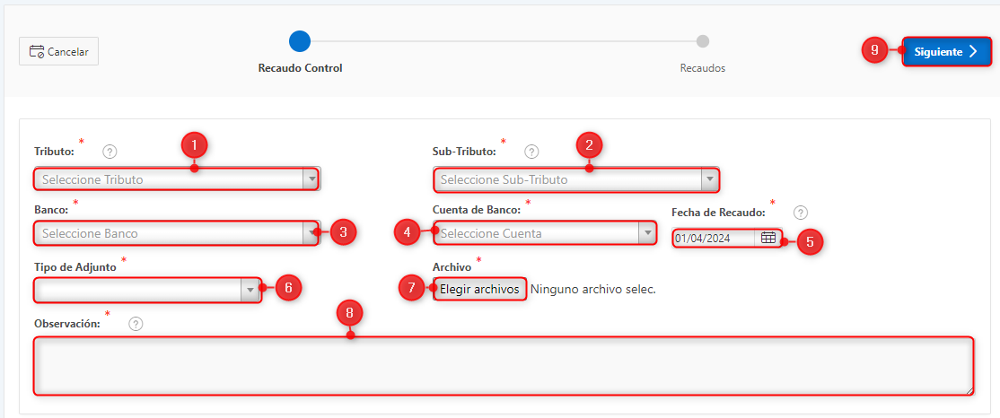 Cancelar
Recaudo Control
Recaudos
9
Siguiente
1
2
Tributo: *
?
Sub-Tributo: *
?
Seleccione Tributo
Seleccione Sub-Tributo
Banco: *
Cuenta de Banco: *
Fecha de Recaudo: *
?
Seleccione Banco
3
4
Seleccione Cuenta
01/04/2024
5
Tipo de Adjunto *
Archivo *
6
7
Elegir archivos
Ninguno archivo selec.
8
Observación: *
?